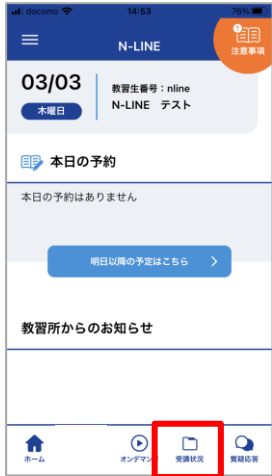 docomo 14:53 76%
N-LINE
注意事項
03/03
木曜日
教習生番号：nline
N-LINE テスト
本日の予約
本日の予約はありません
明日以降の予定はこちら
教習所からのお知らせ
ホーム
オンデマン
受講状況
質疑応答